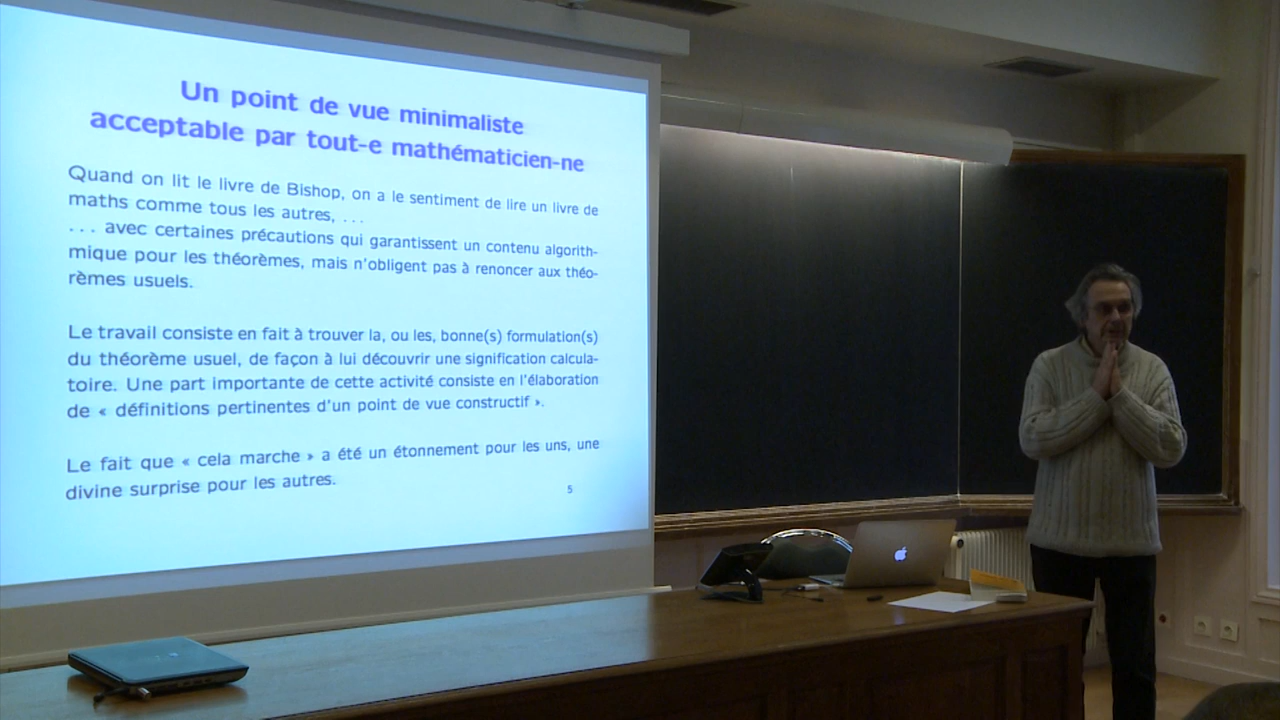 Un point de vue minimaliste
acceptable par tout-e mathématicien-ne
Quand on lit le livre de Bishop, on a le sentiment de lire un livre de
maths comme tous les autres, ...
... avec certaines précautions qui garantissent un contenu algorith-
mique pour les théorèmes, mais n'obligent pas à renoncer aux théo-
rèmes usuels.
Le travail consiste en fait à trouver la, ou les, bonne(s) formulation(s)
du théorème usuel, de façon à lui découvrir une signification calcula-
toire. Une part importante de cette activité consiste en l'élaboration
de « définitions pertinentes d'un point de vue constructif ».
Le fait que « cela marche » a été un étonnement pour les uns, une
divine surprise pour les autres.
5